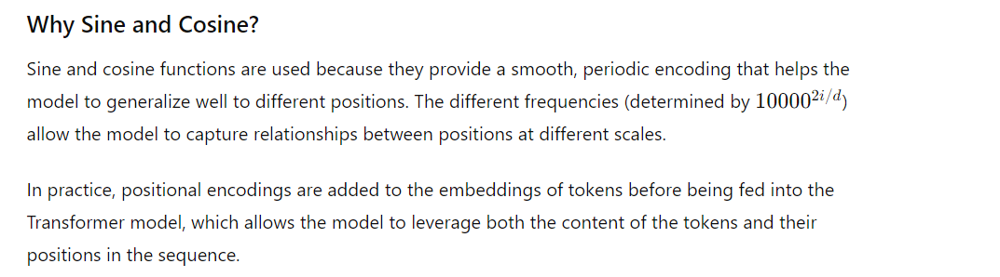 Why Sine and Cosine?
Sine and cosine functions are used because they provide a smooth, periodic encoding that helps the
model to generalize well to different positions. The different frequencies (determined by 10000^{2i/d})
allow the model to capture relationships between positions at different scales.
In practice, positional encodings are added to the embeddings of tokens before being fed into the
Transformer model, which allows the model to leverage both the content of the tokens and their
positions in the sequence.